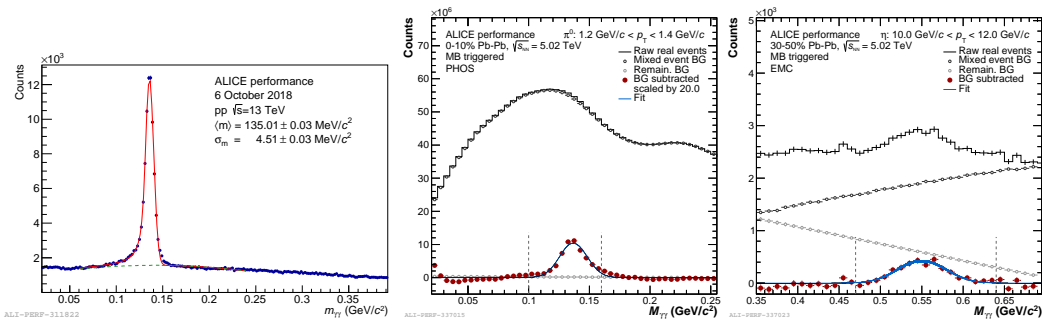 ×10³
Counts
12
10
8
6
4
2
ALICE performance
6 October 2018
pp √s=13 TeV
⟨m⟩ = 135.01 ± 0.03 MeV/c²
σm = 4.51 ± 0.03 MeV/c²
0.05 0.1 0.15 0.2 0.25 0.3 0.35
mγγ (GeV/c²)
ALI-PERF-311822
×10⁶
Counts
70
60
50
40
30
20
10
0
ALICE performance π⁰: 1.2 GeV/c < pT < 1.4 GeV/c
0-10% Pb-Pb, √sNN = 5.02 TeV
MB triggered
PHOS
Raw real events
Mixed event BG
Remain. BG
BG subtracted
scaled by 20.0
Fit
0.05 0.1 0.15 0.2 0.25
Mγγ (GeV/c²)
ALI-PERF-337015
×10³
Counts
5
4
3
2
1
0
ALICE performance η: 10.0 GeV/c < pT < 12.0 GeV/c
30-50% Pb-Pb, √sNN = 5.02 TeV
MB triggered
EMC
Raw real events
Mixed event BG
Remain. BG
BG subtracted
Fit
0.35 0.4 0.45 0.5 0.55 0.6 0.65 0.7
Mγγ (GeV/c²)
ALI-PERF-337023